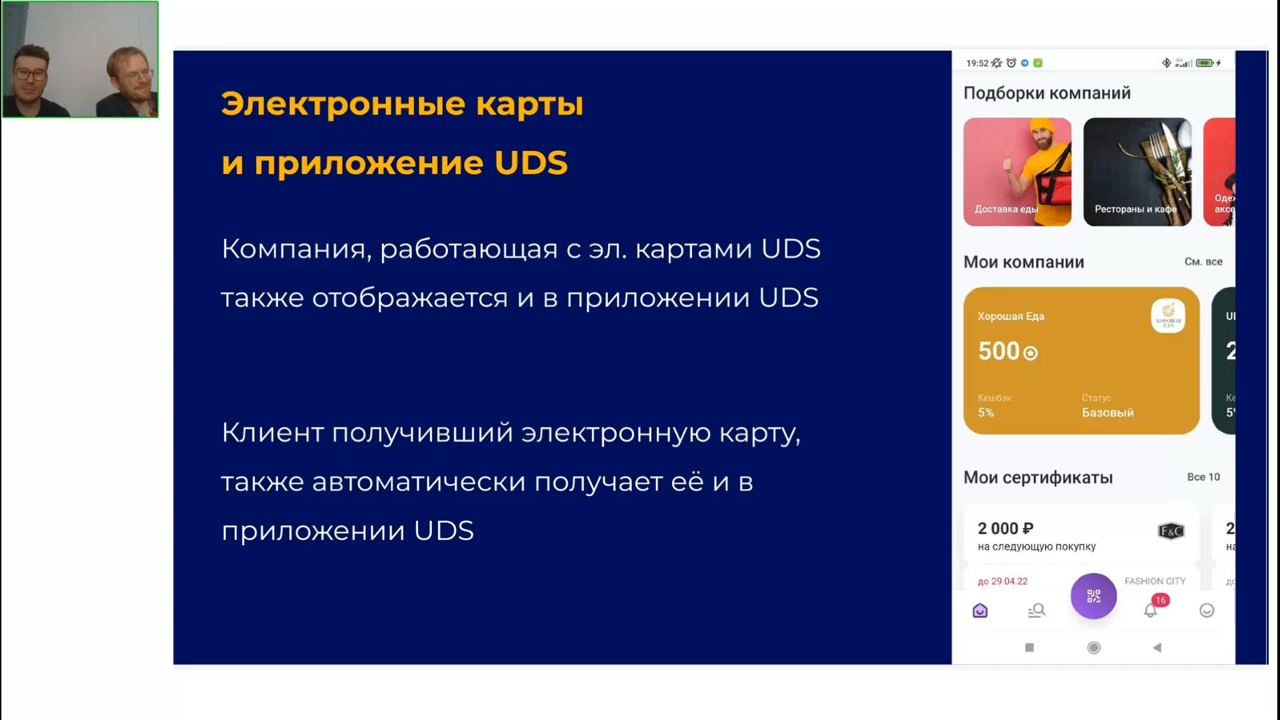 Электронные карты
и приложение UDS
Компания, работающая с эл. картами UDS
также отображается и в приложении UDS
Клиент получивший электронную карту,
также автоматически получает её и в
приложении UDS
19:52
Подборки компаний
Доставка еды
Рестораны и кафе
Мои компании
См. все
Хорошая Еда
ХОРОШАЯ
ЕДА
500
Кешбэк
Статус
5%
Базовый
Мои сертификаты
Все 10
2 000 ₽
F&C
на следующую покупку
до 29.04.22
FASHION CITY
16